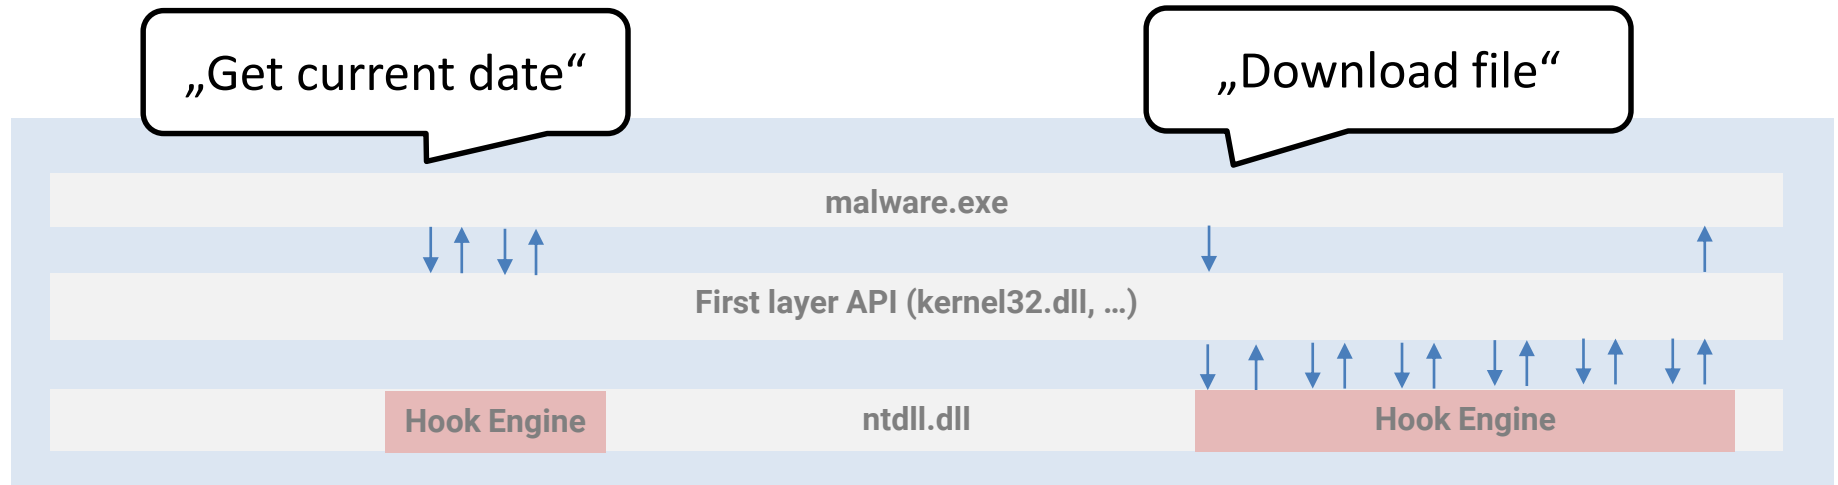 „Get current date“
„Download file“
malware.exe
First layer API (kernel32.dll, …)
Hook Engine
ntdll.dll
Hook Engine